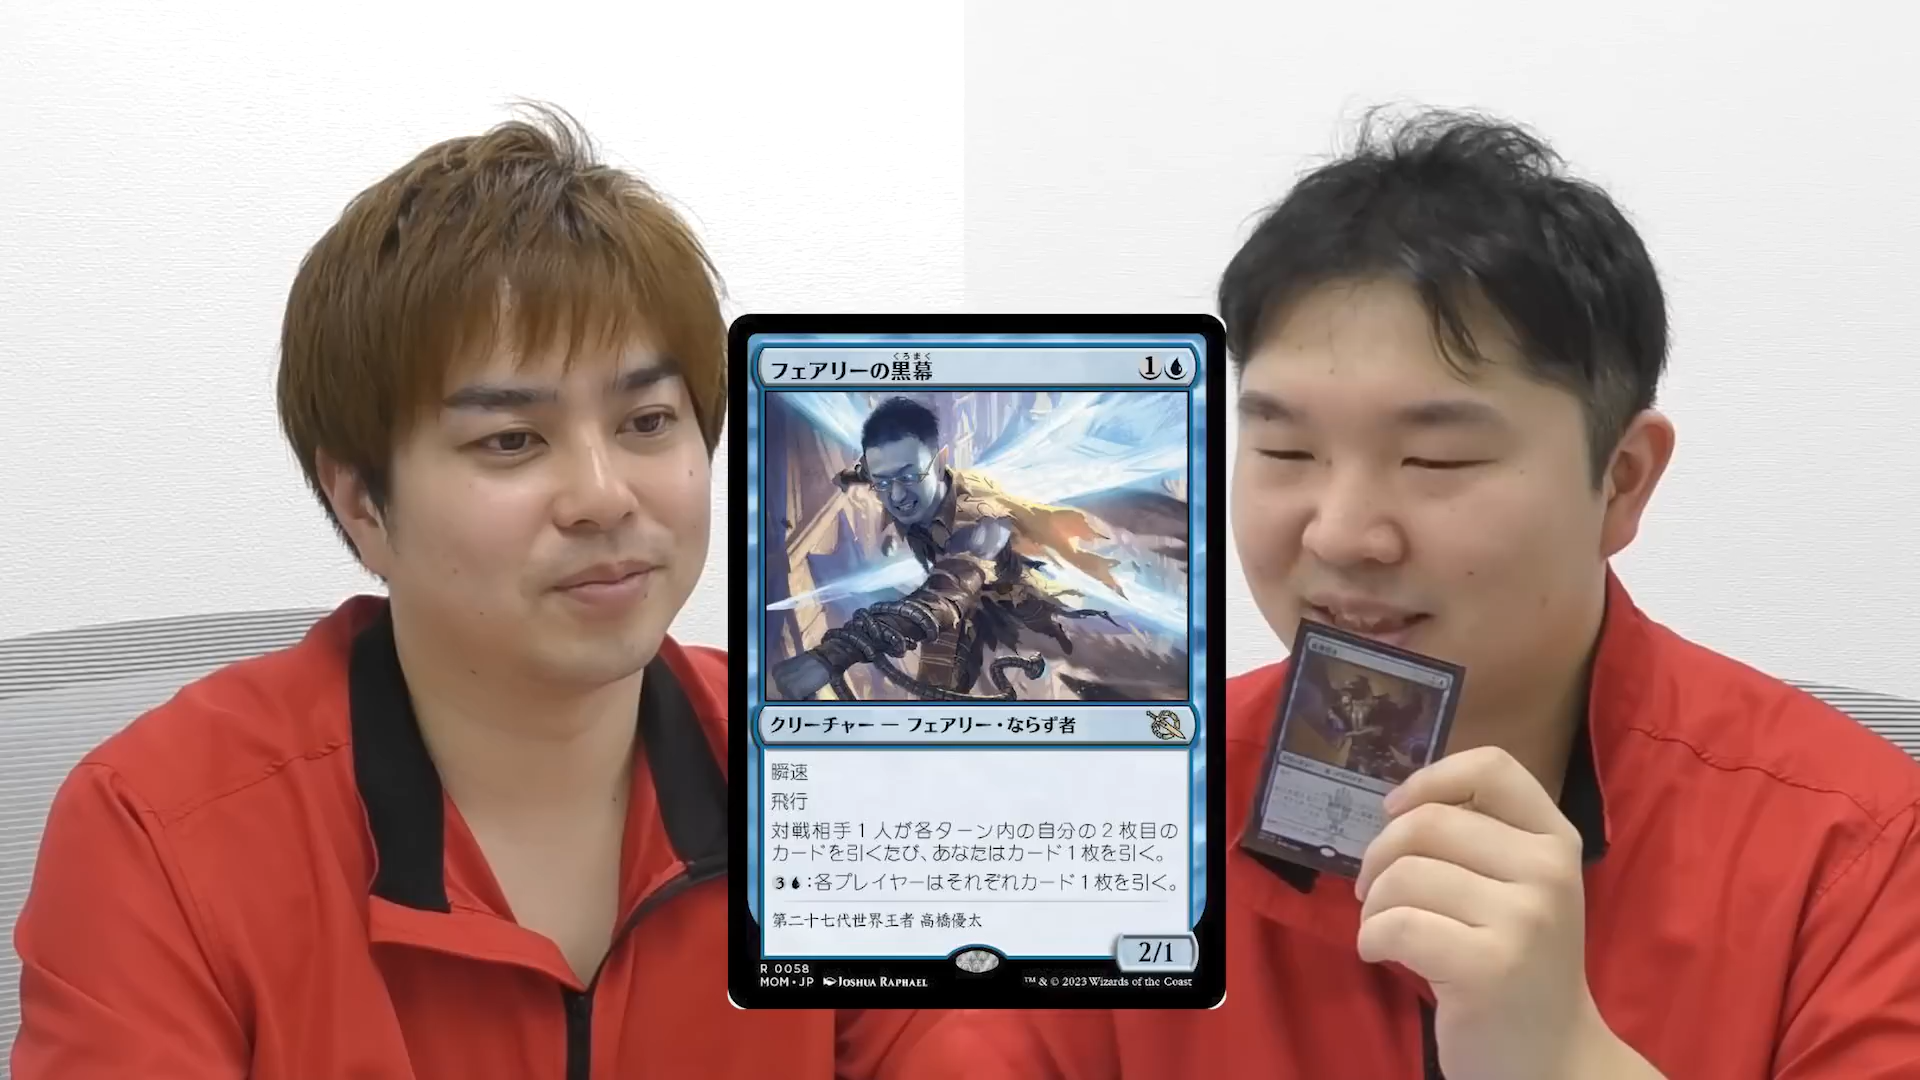 くろまく
フェアリーの黒幕 1
クリーチャー — フェアリー・ならず者
瞬速
飛行
対戦相手1人が各ターン内の自分の2枚目の
カードを引くたび、あなたはカード1枚を引く。
3 :各プレイヤーはそれぞれカード1枚を引く。
第二十七代世界王者 高橋優太
2/1
R 0058
MOM・JP Joshua Raphael
™ & © 2023 Wizards of the Coast